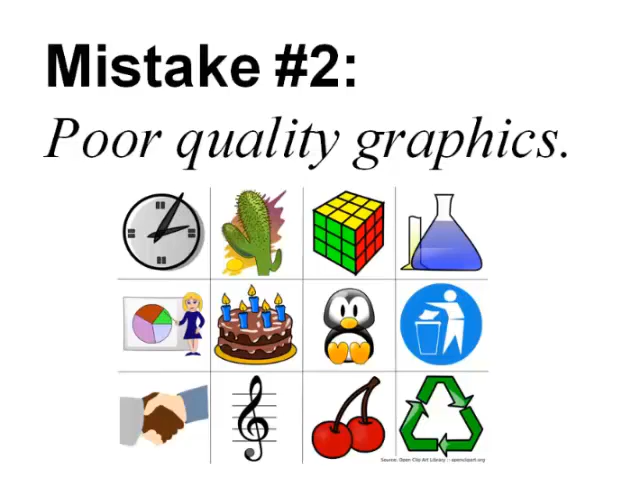 Mistake #2:
Poor quality graphics.
Source: Open Clip Art Library :: openclipart.org